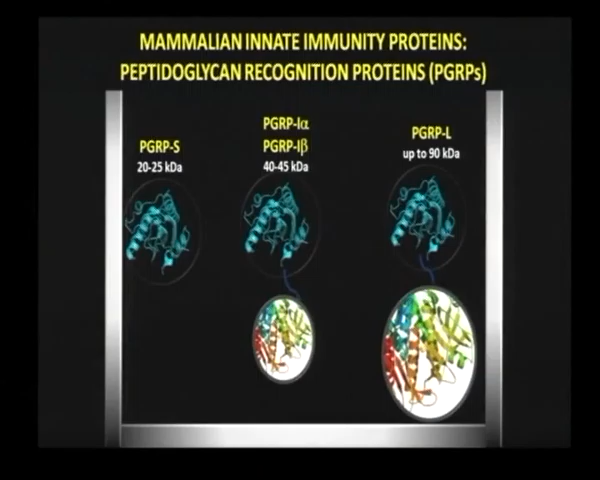 MAMMALIAN INNATE IMMUNITY PROTEINS:
PEPTIDOGLYCAN RECOGNITION PROTEINS (PGRPs)
PGRP-S
20-25 kDa
PGRP-Iα
PGRP-Iβ
40-45 kDa
PGRP-L
up to 90 kDa